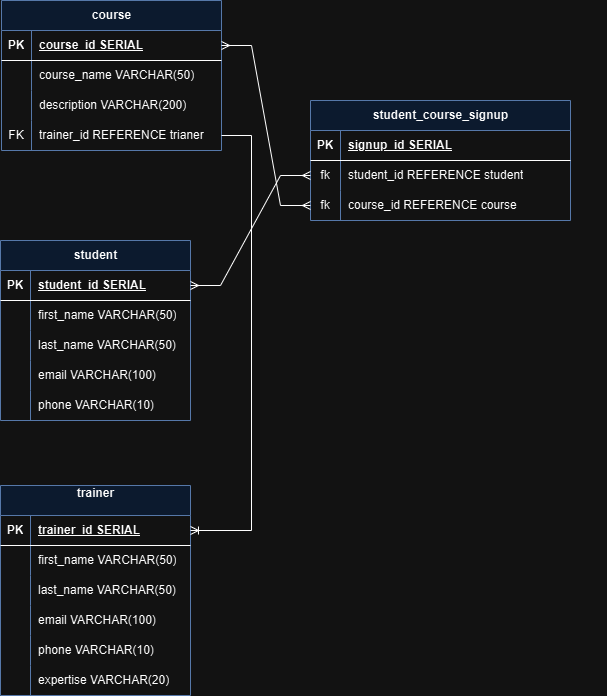 course
PK course_id SERIAL
course_name VARCHAR(50)
description VARCHAR(200)
FK trainer_id REFERENCE trianer
student_course_signup
PK signup_id SERIAL
fk student_id REFERENCE student
fk course_id REFERENCE course
student
PK student_id SERIAL
first_name VARCHAR(50)
last_name VARCHAR(50)
email VARCHAR(100)
phone VARCHAR(10)
trainer
PK trainer_id SERIAL
first_name VARCHAR(50)
last_name VARCHAR(50)
email VARCHAR(100)
phone VARCHAR(10)
expertise VARCHAR(20)